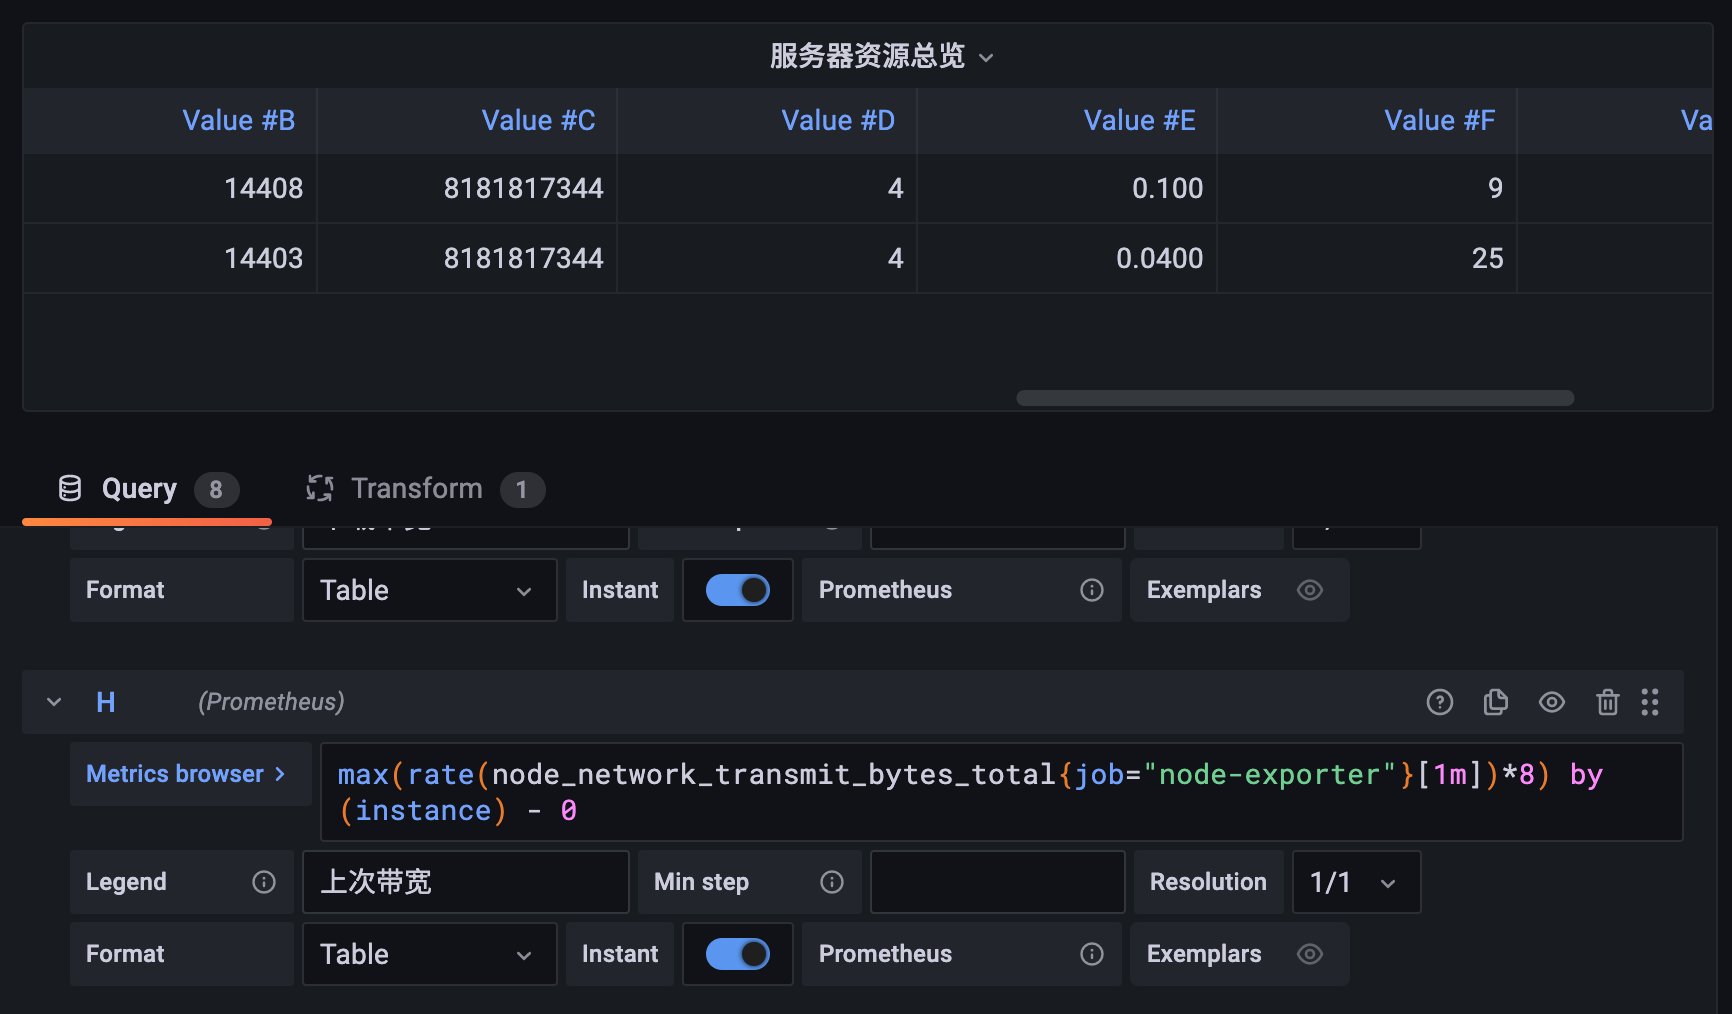 服务器资源总览
Value #B Value #C Value #D Value #E Value #F Va
14408 8181817344 4 0.100 9
14403 8181817344 4 0.0400 25
Query 8 Transform 1
Format Table Instant Prometheus Exemplars
H (Prometheus)
Metrics browser > max(rate(node_network_transmit_bytes_total{job="node-exporter"}[1m])*8) by
(instance) - 0
Legend 上次带宽 Min step Resolution 1/1
Format Table Instant Prometheus Exemplars